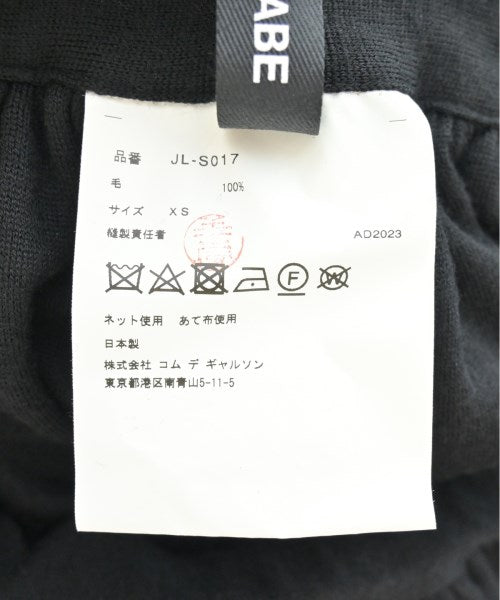 ABE
品番 JL-S017
毛 100%
サイズ XS
縫製責任者 AD2023
F
W
ネット使用 あて布使用
日本製
株式会社 コム デ ギャルソン
東京都港区南青山5-11-5